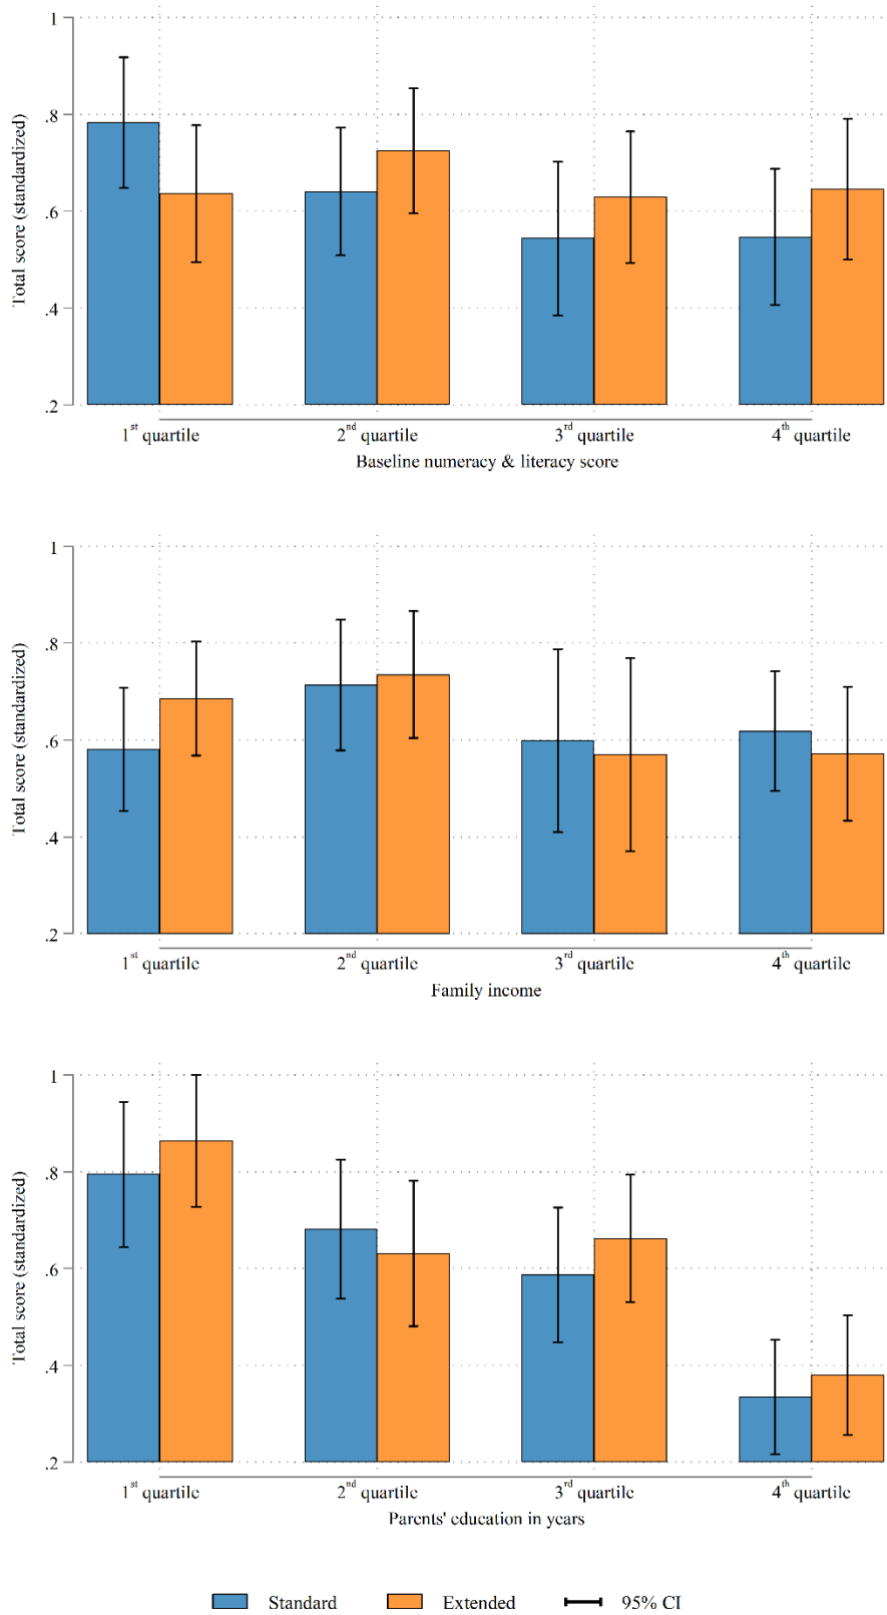 1
.8
.6
.4
.2
Total score (standardized)
1st quartile 2nd quartile 3rd quartile 4th quartile
Baseline numeracy & literacy score
1
.8
.6
.4
.2
Total score (standardized)
1st quartile 2nd quartile 3rd quartile 4th quartile
Family income
1
.8
.6
.4
.2
Total score (standardized)
1st quartile 2nd quartile 3rd quartile 4th quartile
Parents' education in years
Standard Extended 95% CI